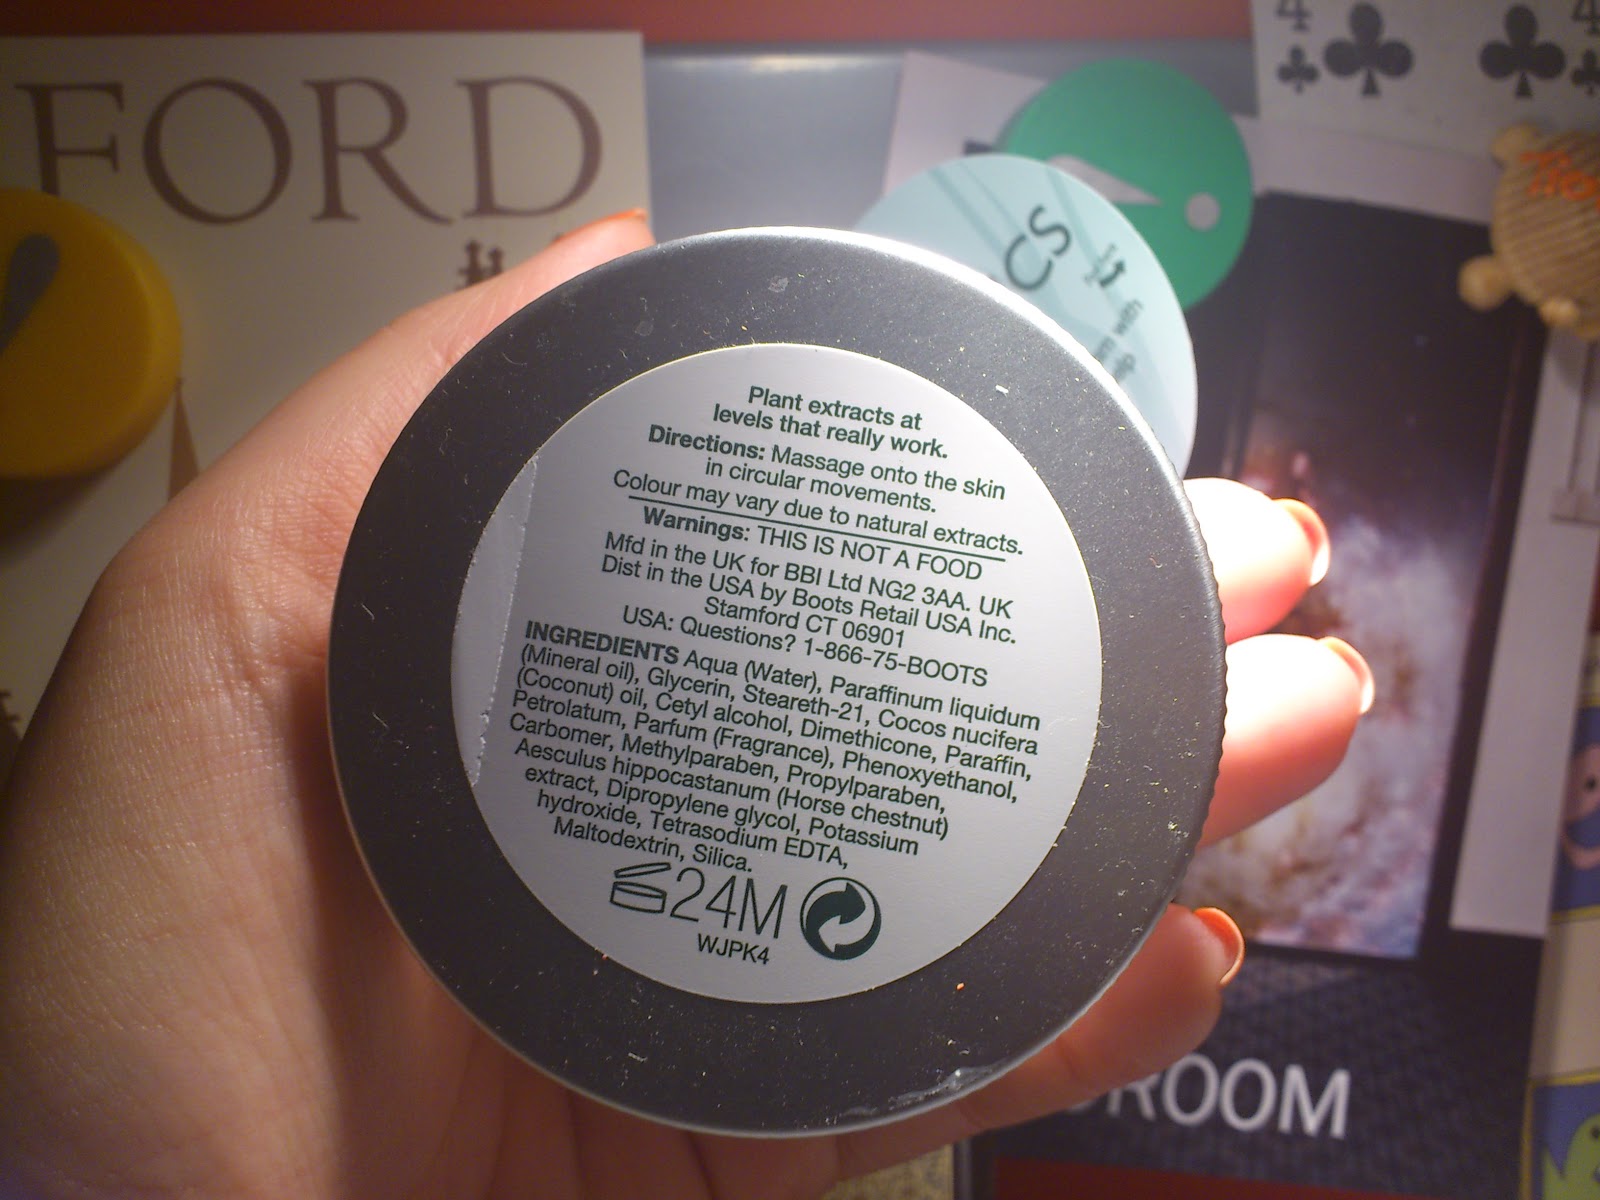 FORD
4
4
CS
with
Plant extracts at
levels that really work.
Directions: Massage onto the skin
in circular movements.
Colour may vary due to natural extracts.
Warnings: THIS IS NOT A FOOD
Mfd in the UK for BBI Ltd NG2 3AA. UK
Dist in the USA by Boots Retail USA Inc.
Stamford CT 06901
USA: Questions? 1-866-75-BOOTS
INGREDIENTS Aqua (Water), Paraffinum liquidum
(Mineral oil), Glycerin, Steareth-21, Cocos nucifera
(Coconut) oil, Cetyl alcohol, Dimethicone, Paraffin,
Petrolatum, Parfum (Fragrance), Phenoxyethanol,
Carbomer, Methylparaben, Propylparaben,
Aesculus hippocastanum (Horse chestnut)
extract, Dipropylene glycol, Potassium
hydroxide, Tetrasodium EDTA,
Maltodextrin, Silica.
24M
WJPK4
ROOM